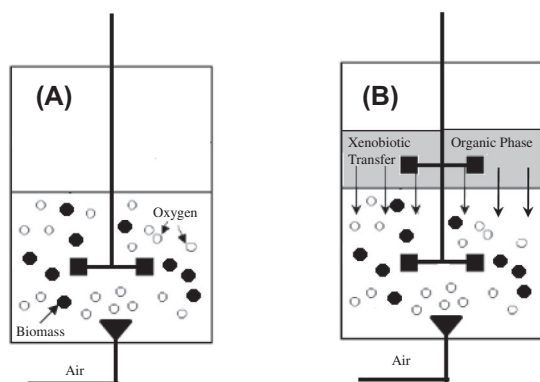 (A)
Oxygen
Biomass
Air
(B)
Xenobiotic
Transfer
Organic Phase
Air